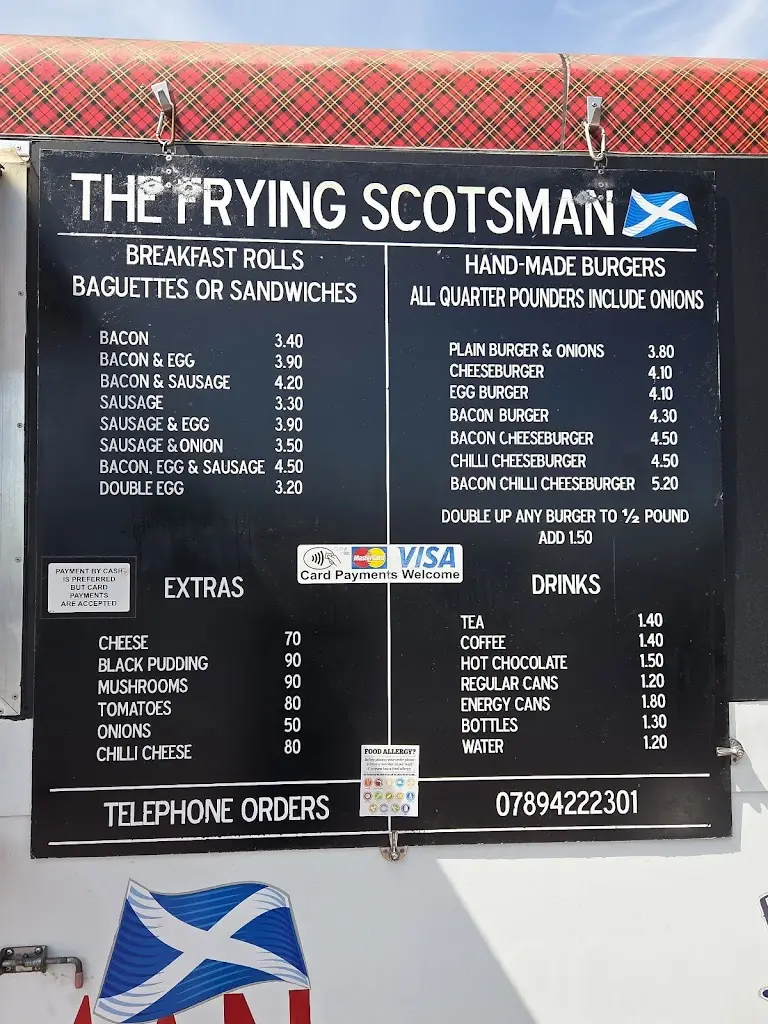 THE FRYING SCOTSMAN
BREAKFAST ROLLS
BAGUETTES OR SANDWICHES
BACON 3.40
BACON & EGG 3.90
BACON & SAUSAGE 4.20
SAUSAGE 3.30
SAUSAGE & EGG 3.90
SAUSAGE & ONION 3.50
BACON, EGG & SAUSAGE 4.50
DOUBLE EGG 3.20
HAND-MADE BURGERS
ALL QUARTER POUNDERS INCLUDE ONIONS
PLAIN BURGER & ONIONS 3.80
CHEESEBURGER 4.10
EGG BURGER 4.10
BACON BURGER 4.30
BACON CHEESEBURGER 4.50
CHILLI CHEESEBURGER 4.50
BACON CHILLI CHEESEBURGER 5.20
DOUBLE UP ANY BURGER TO ½ POUND
ADD 1.50
MasterCard VISA
Card Payments Welcome
PAYMENT BY CASH
IS PREFERRED
BUT CARD
PAYMENTS
ARE ACCEPTED
EXTRAS
CHEESE 70
BLACK PUDDING 90
MUSHROOMS 90
TOMATOES 80
ONIONS 50
CHILLI CHEESE 80
DRINKS
TEA 1.40
COFFEE 1.40
HOT CHOCOLATE 1.50
REGULAR CANS 1.20
ENERGY CANS 1.80
BOTTLES 1.30
WATER 1.20
FOOD ALLERGY?
TELEPHONE ORDERS 07894222301